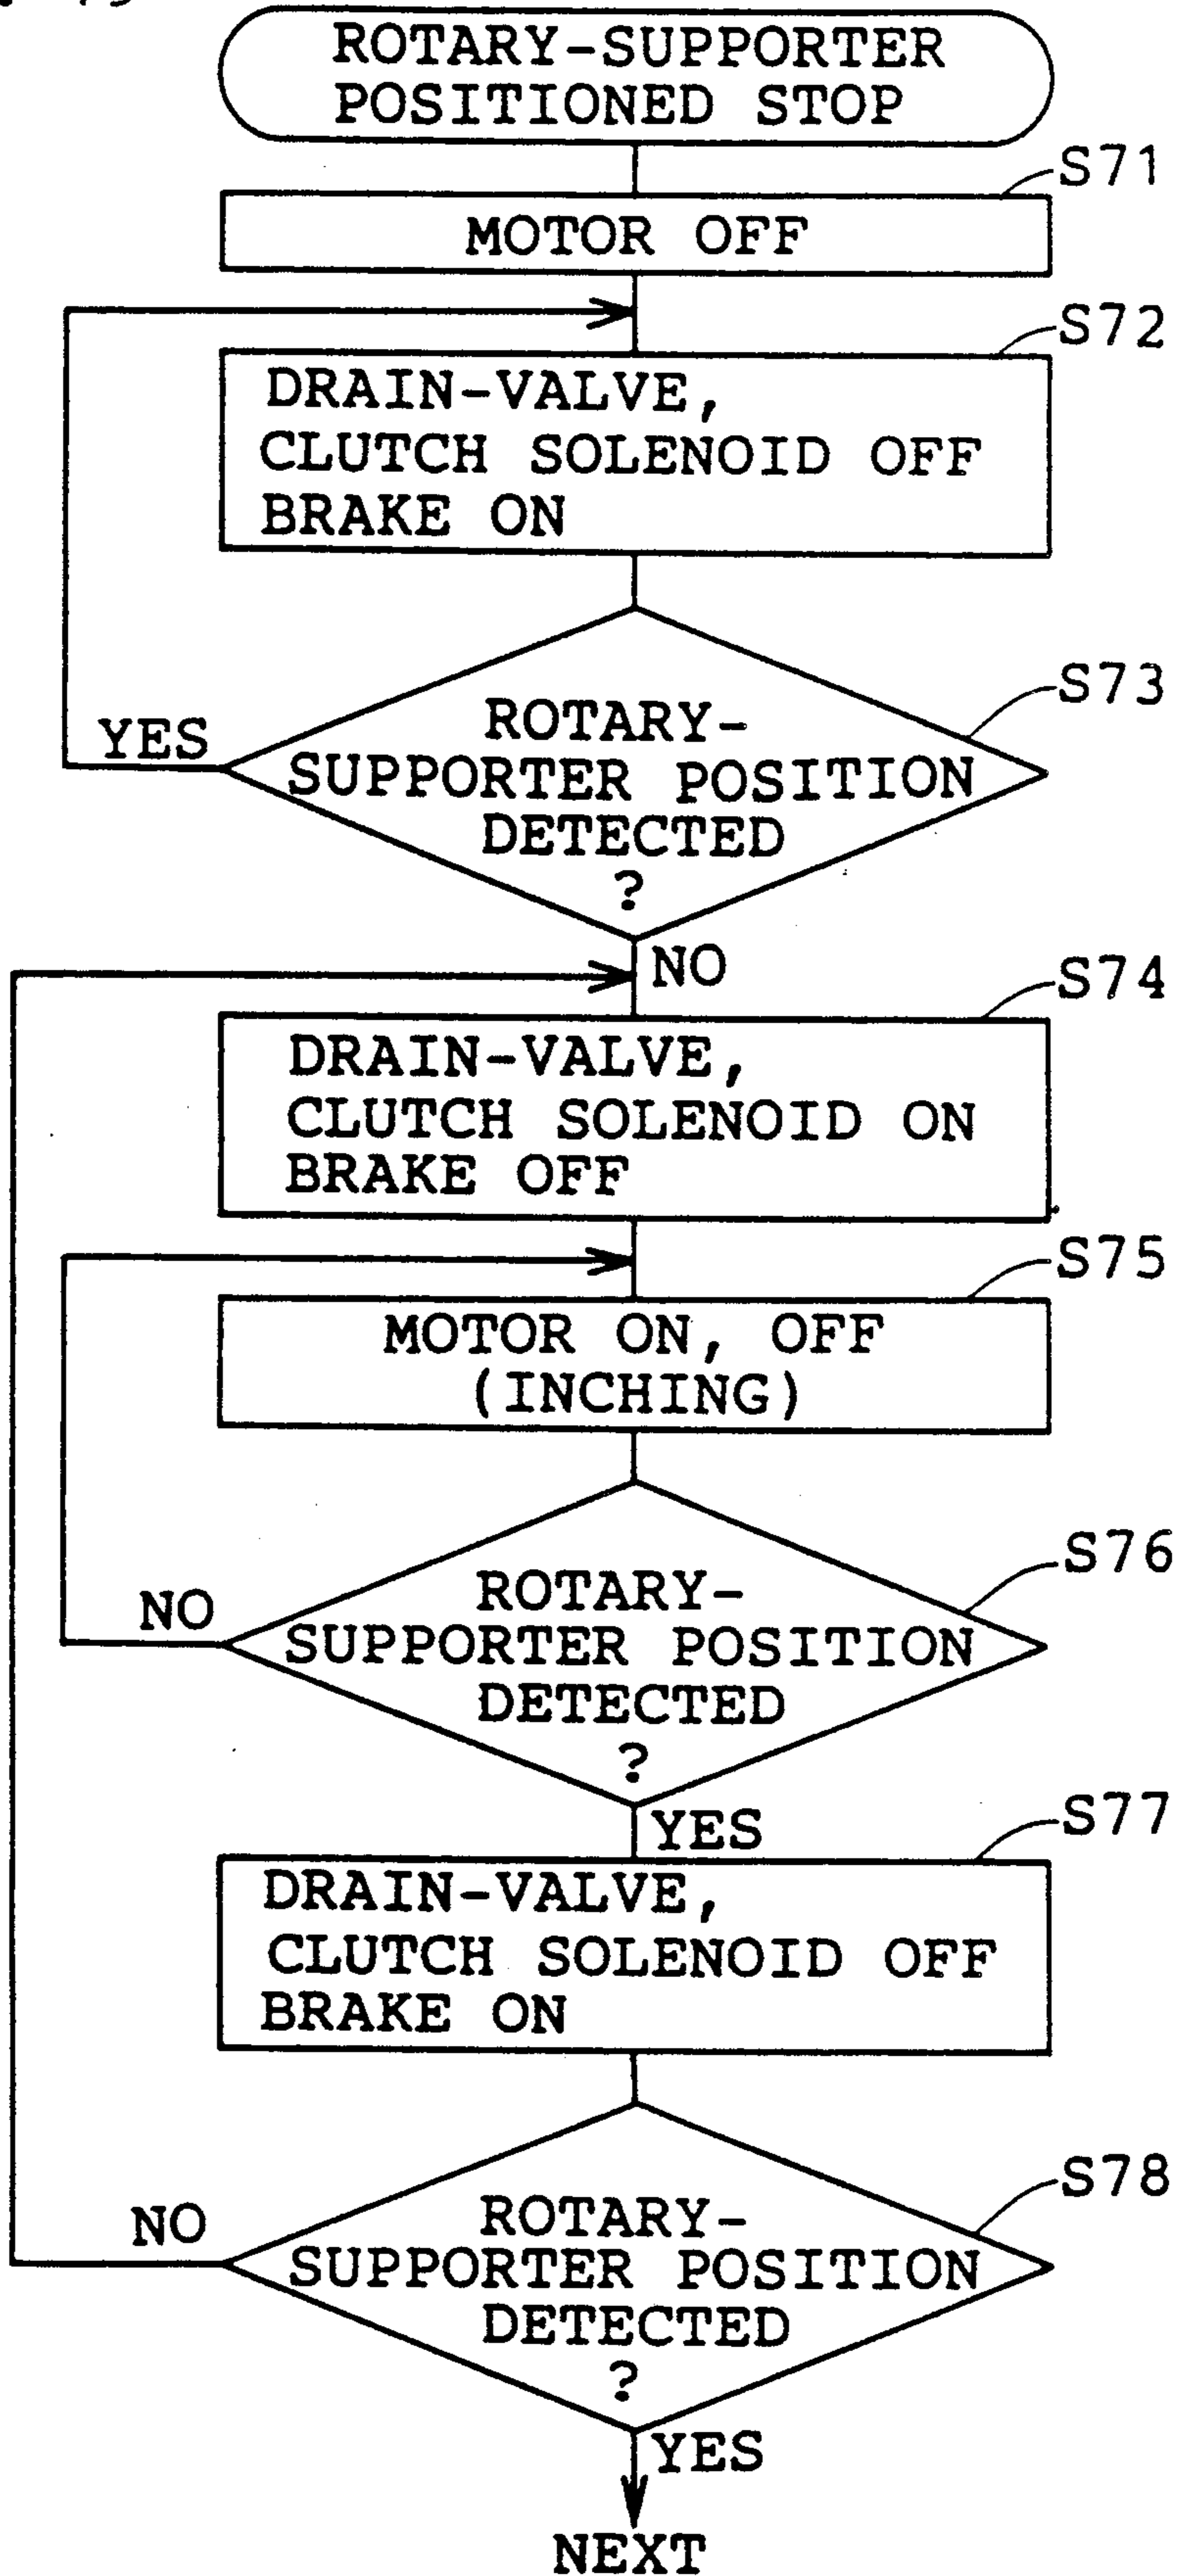 ROTARY-SUPPORTER
POSITIONED STOP
S71
MOTOR OFF
S72
DRAIN-VALVE,
CLUTCH SOLENOID OFF
BRAKE ON
S73
YES
ROTARY-
SUPPORTER POSITION
DETECTED
?
NO
S74
DRAIN-VALVE,
CLUTCH SOLENOID ON
BRAKE OFF
S75
MOTOR ON, OFF
(INCHING)
S76
NO
ROTARY-
SUPPORTER POSITION
DETECTED
?
YES
S77
DRAIN-VALVE,
CLUTCH SOLENOID OFF
BRAKE ON
S78
NO
ROTARY-
SUPPORTER POSITION
DETECTED
?
YES
NEXT